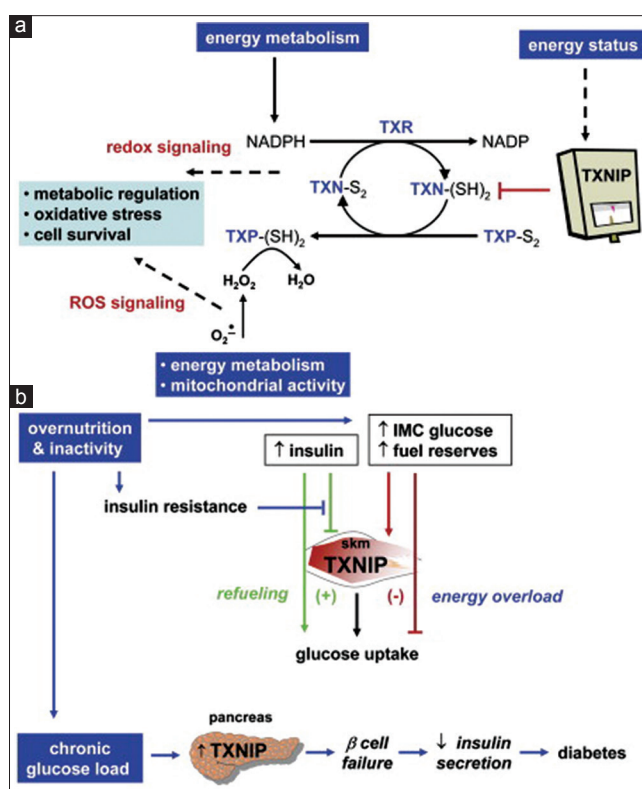 a
energy metabolism
energy status
TXR
NADPH
NADP
redox signaling
TXNIP
• metabolic regulation
• oxidative stress
• cell survival
TXN-S₂
TXN-(SH)₂
TXP-(SH)₂
TXP-S₂
H₂O₂
H₂O
ROS signaling
O₂•−
• energy metabolism
• mitochondrial activity
b
overnutrition
& inactivity
↑ insulin
↑ IMC glucose
↑ fuel reserves
insulin resistance
skm
TXNIP
refueling
(+)
(-)
energy overload
glucose uptake
pancreas
chronic
glucose load
↑ TXNIP
β cell
failure
↓ insulin
secretion
diabetes